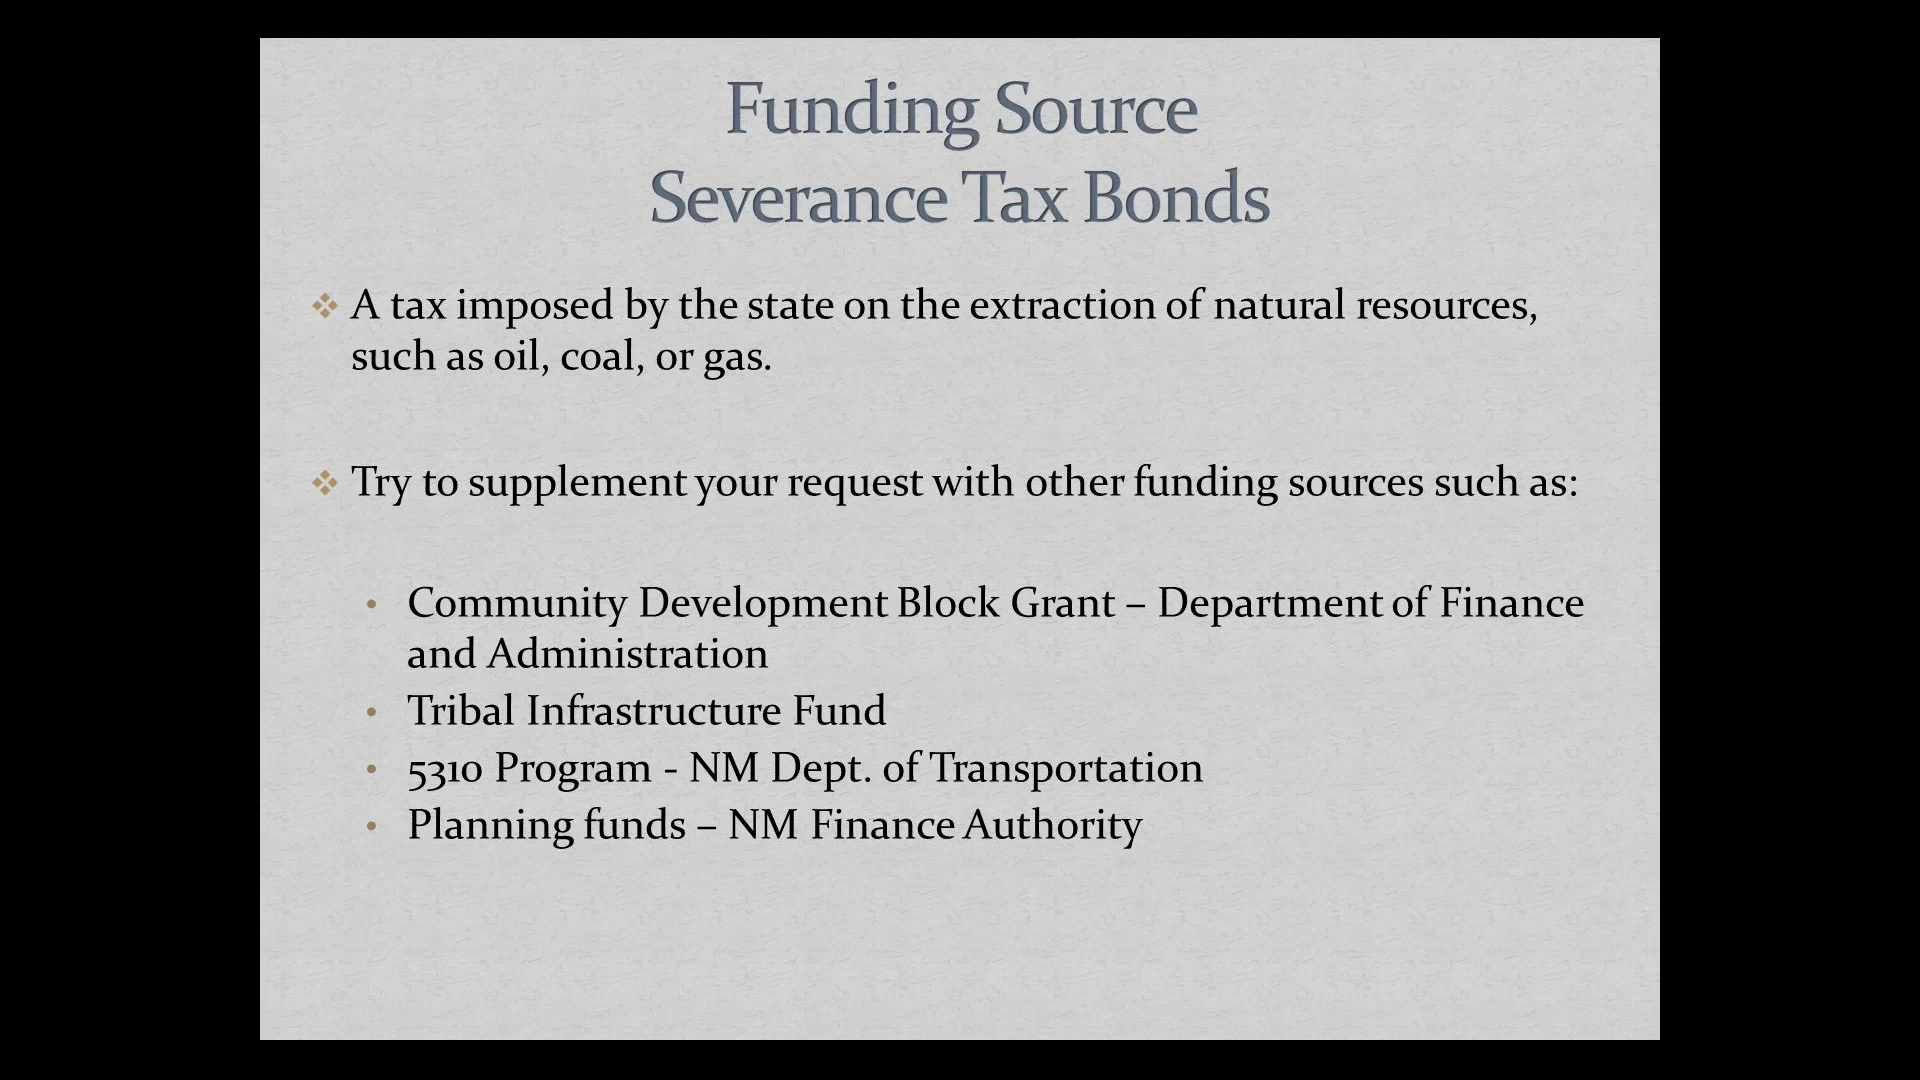 Funding Source
Severance Tax Bonds
❖ A tax imposed by the state on the extraction of natural resources,
such as oil, coal, or gas.
❖ Try to supplement your request with other funding sources such as:
• Community Development Block Grant – Department of Finance
and Administration
• Tribal Infrastructure Fund
• 5310 Program - NM Dept. of Transportation
• Planning funds – NM Finance Authority